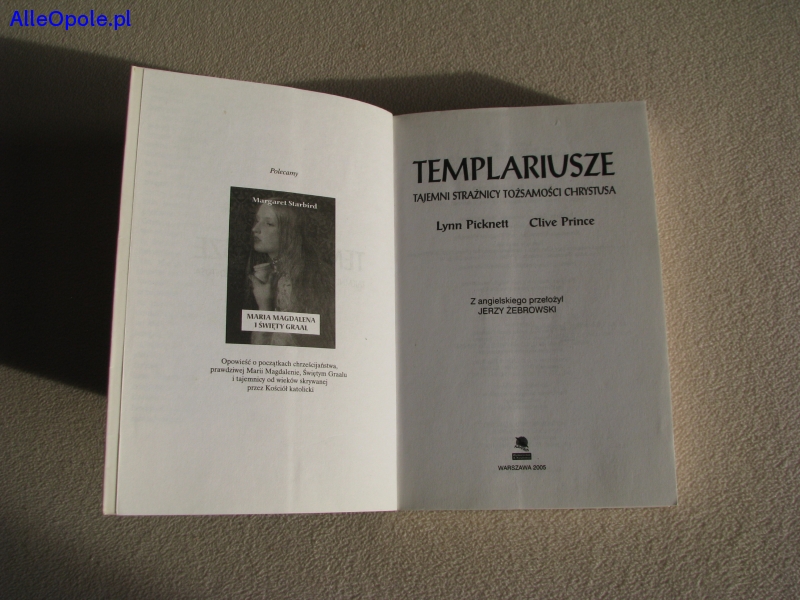 AlleOpole.pl
Polecamy
Margaret Starbird
MARIA MAGDALENA
I ŚWIĘTY GRAAL
Opowieść o początkach chrześcijaństwa,
prawdziwej Marii Magdalenie, Świętym Graalu
i tajemnicy od wieków skrywanej
przez Kościół katolicki
TEMPLARIUSZE
TAJEMNI STRAŻNICY TOŻSAMOŚCI CHRYSTUSA
Lynn Picknett Clive Prince
Z angielskiego przełożył
JERZY ŻEBROWSKI
WARSZAWA 2005